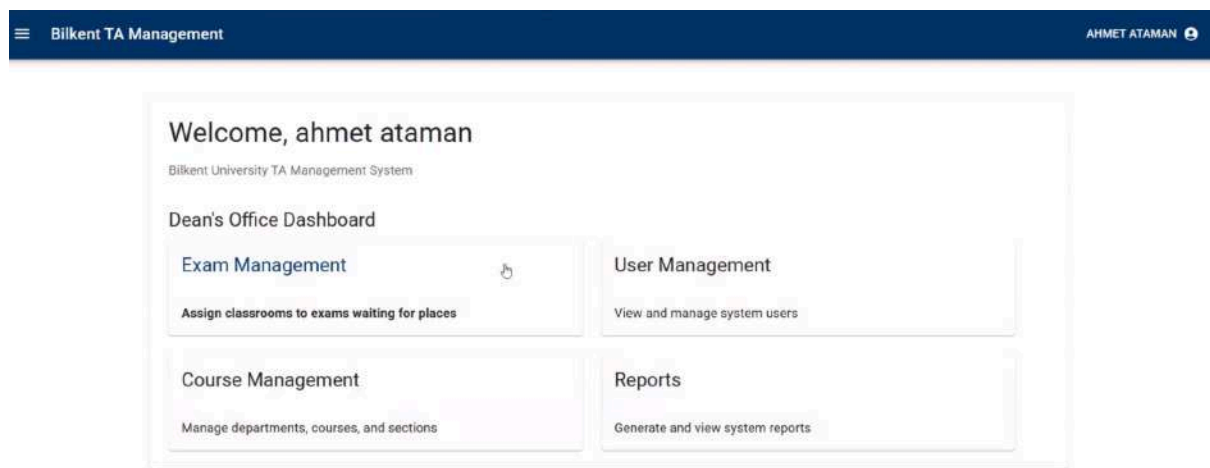 Bilkent TA Management
AHMET ATAMAN
Welcome, ahmet ataman
Bilkent University TA Management System
Dean's Office Dashboard
Exam Management
Assign classrooms to exams waiting for places
User Management
View and manage system users
Course Management
Manage departments, courses, and sections
Reports
Generate and view system reports